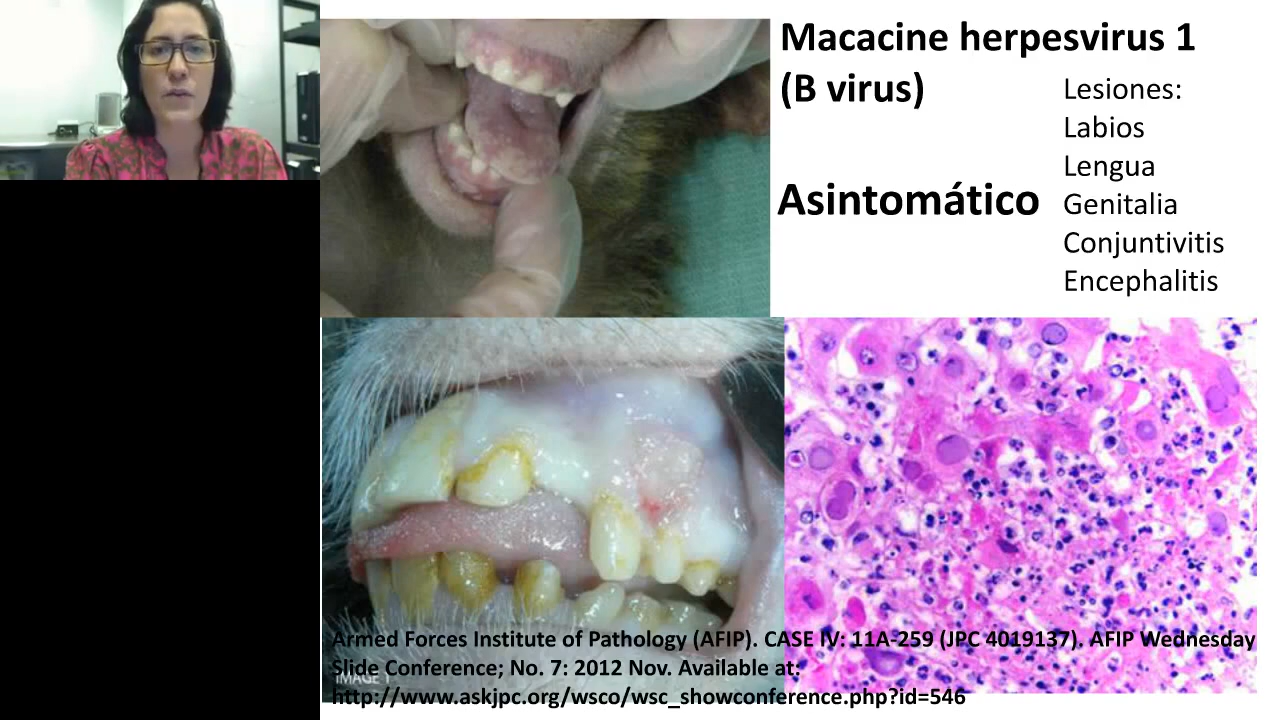 Macacine herpesvirus 1
(B virus)
Asintomático
Lesiones:
Labios
Lengua
Genitalia
Conjuntivitis
Encephalitis
Armed Forces Institute of Pathology (AFIP). CASE IV: 11A-259 (JPC 4019137). AFIP Wednesday
Slide Conference; No. 7: 2012 Nov. Available at:
IMAGE 1
http://www.askjpc.org/wsco/wsc_showconference.php?id=546